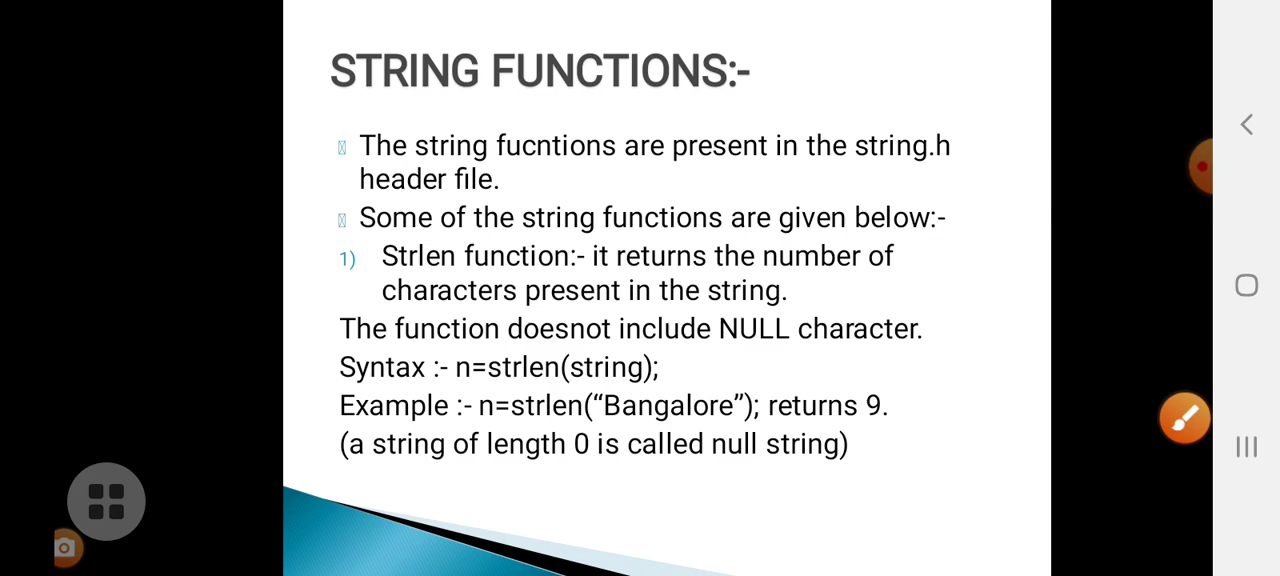 STRING FUNCTIONS:-
The string fucntions are present in the string.h
header file.
Some of the string functions are given below:-
1) Strlen function:- it returns the number of
characters present in the string.
The function doesnot include NULL character.
Syntax :- n=strlen(string);
Example :- n=strlen(“Bangalore”); returns 9.
(a string of length 0 is called null string)